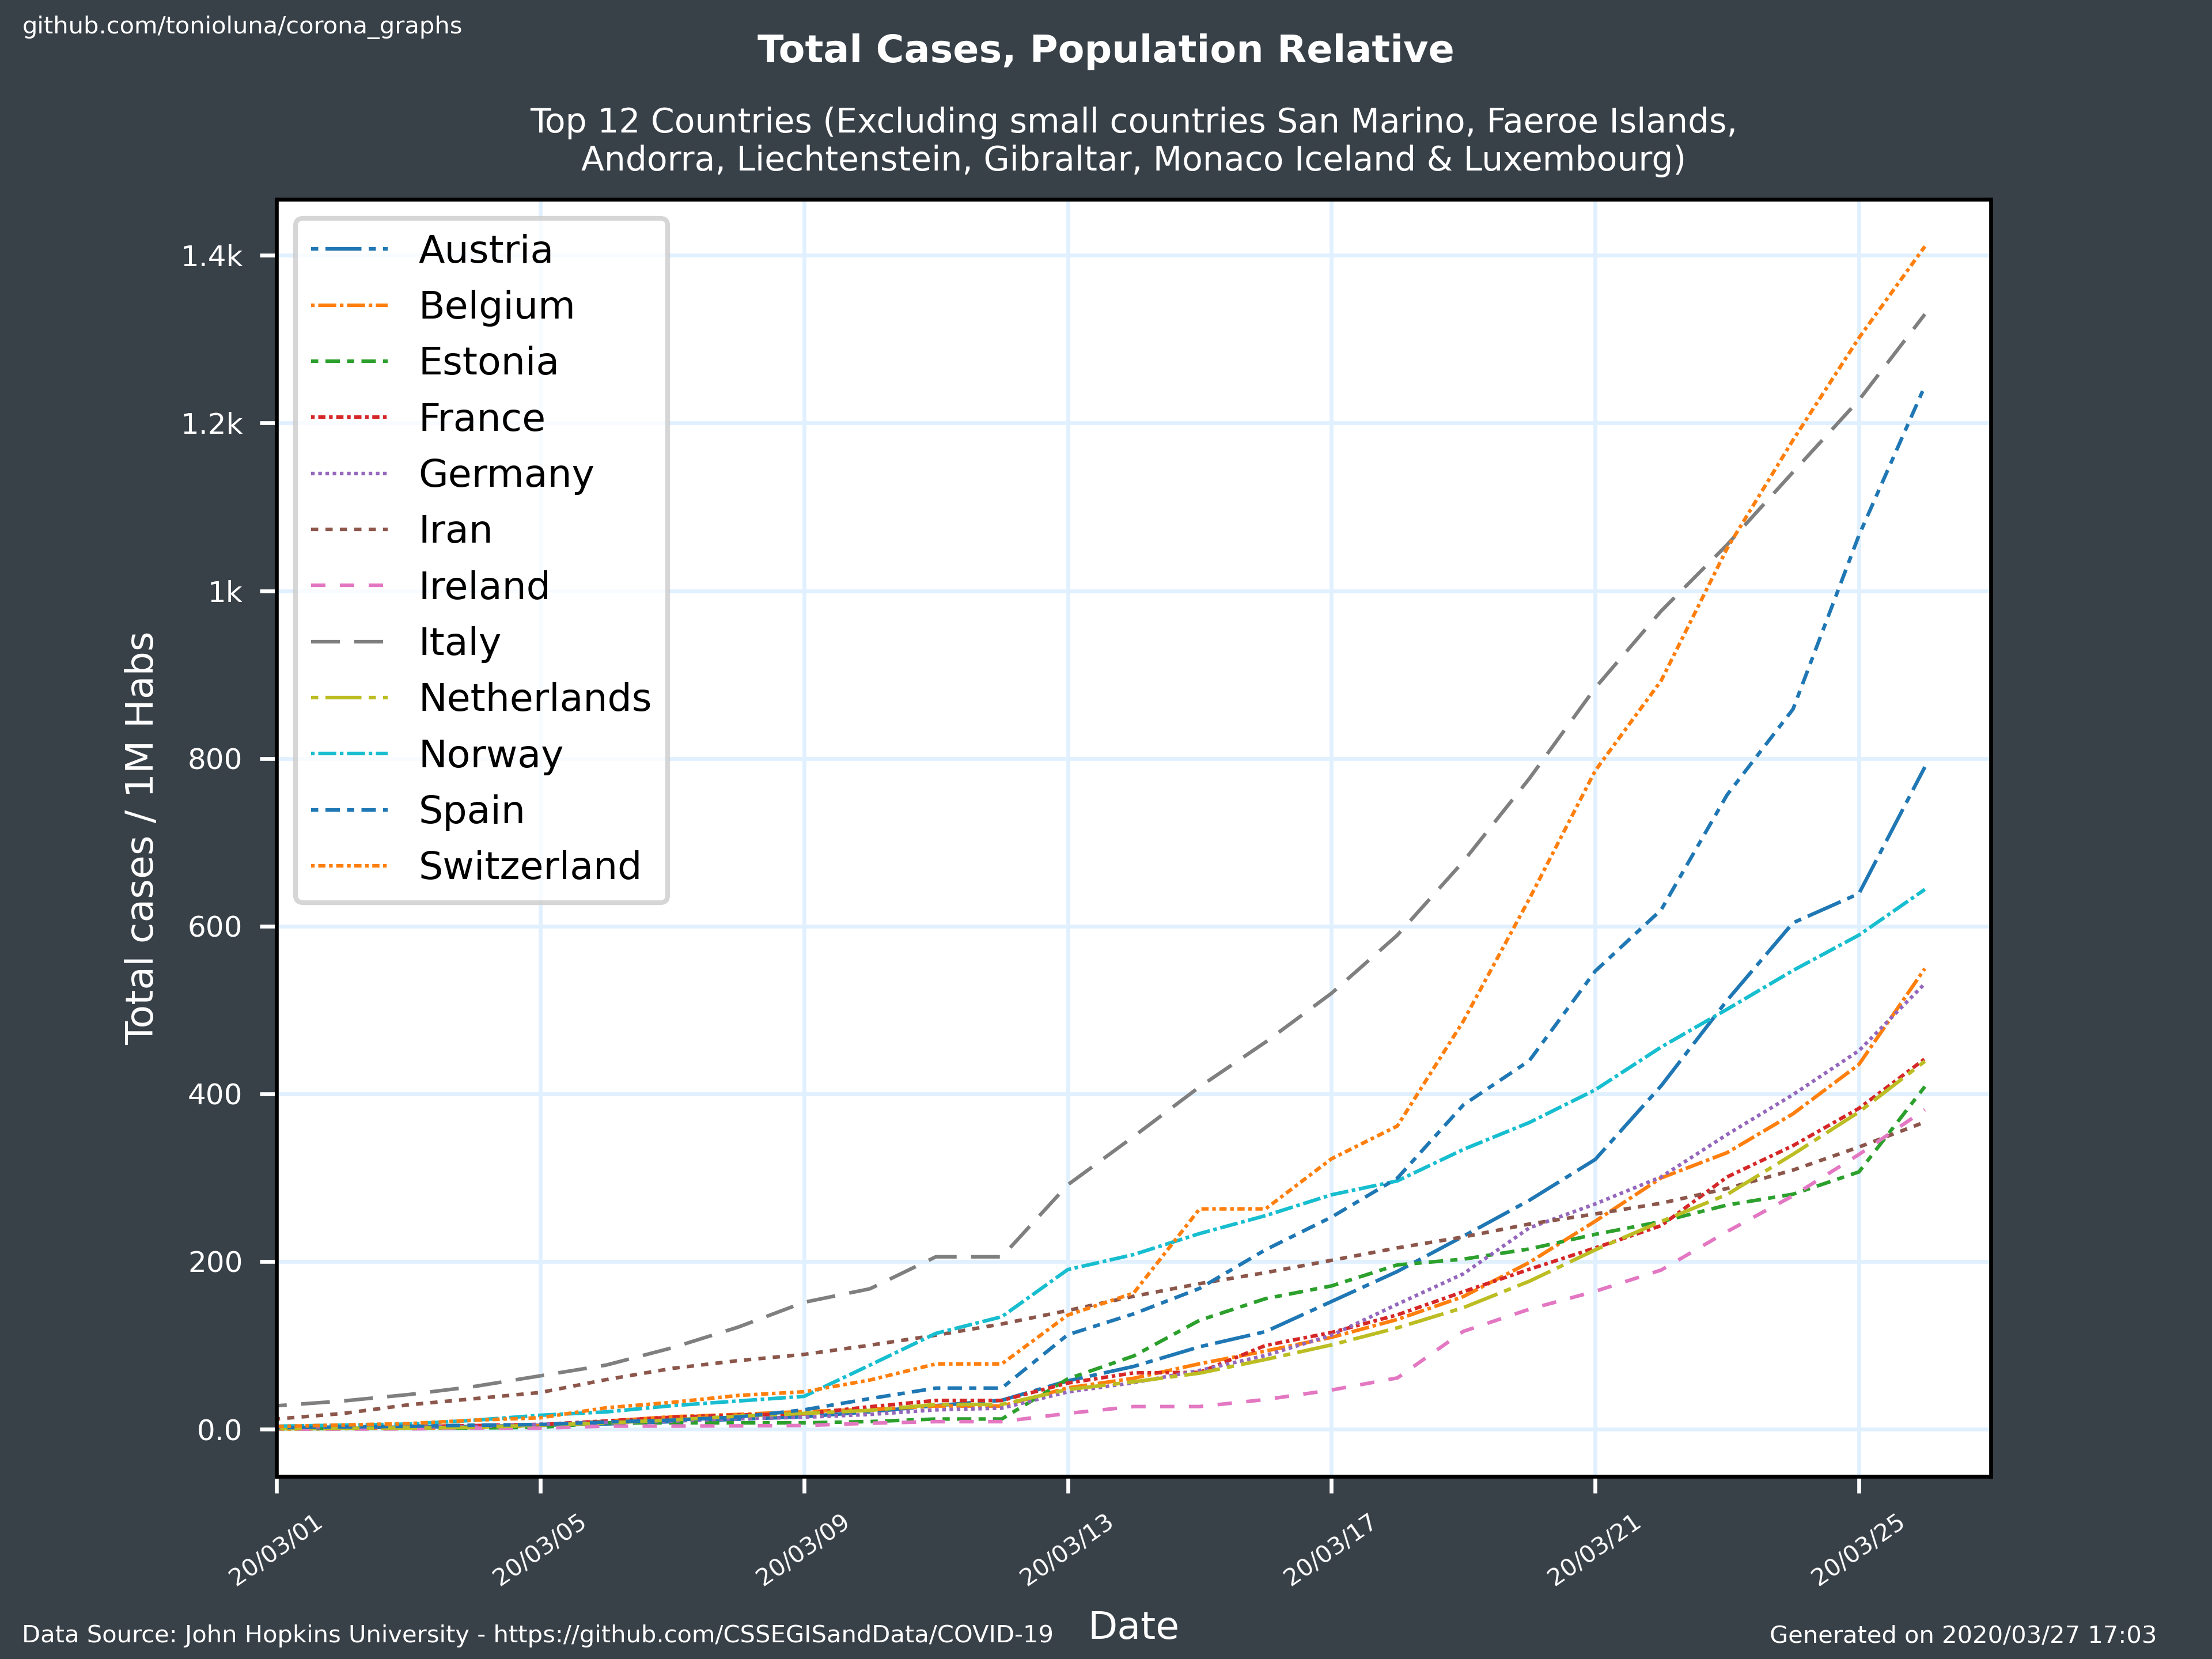 github.com/tonioluna/corona_graphs
Total Cases, Population Relative
Top 12 Countries (Excluding small countries San Marino, Faeroe Islands,
Andorra, Liechtenstein, Gibraltar, Monaco Iceland & Luxembourg)
Austria
Belgium
Estonia
France
Germany
Iran
Ireland
Italy
Netherlands
Norway
Spain
Switzerland
1.4k
1.2k
1k
800
600
400
200
0.0
Total cases / 1M Habs
20/03/01
20/03/05
20/03/09
20/03/13
20/03/17
20/03/21
20/03/25
Date
Data Source: John Hopkins University - https://github.com/CSSEGISandData/COVID-19
Generated on 2020/03/27 17:03